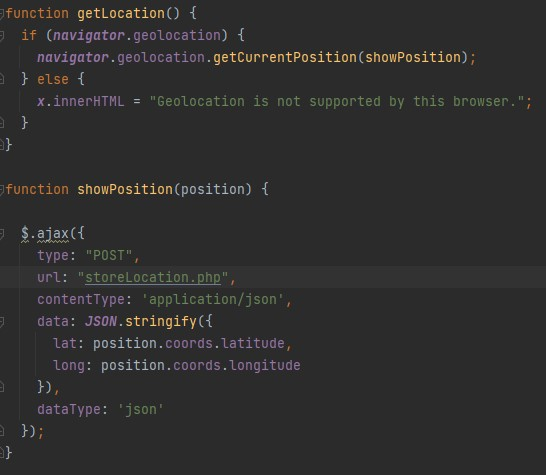 function getLocation() {
  if (navigator.geolocation) {
    navigator.geolocation.getCurrentPosition(showPosition);
  } else {
    x.innerHTML = "Geolocation is not supported by this browser.";
  }
}
function showPosition(position) {
  $.ajax({
    type: "POST",
    url: "storeLocation.php",
    contentType: 'application/json',
    data: JSON.stringify({
      lat: position.coords.latitude,
      long: position.coords.longitude
    }),
    dataType: 'json'
  });
}